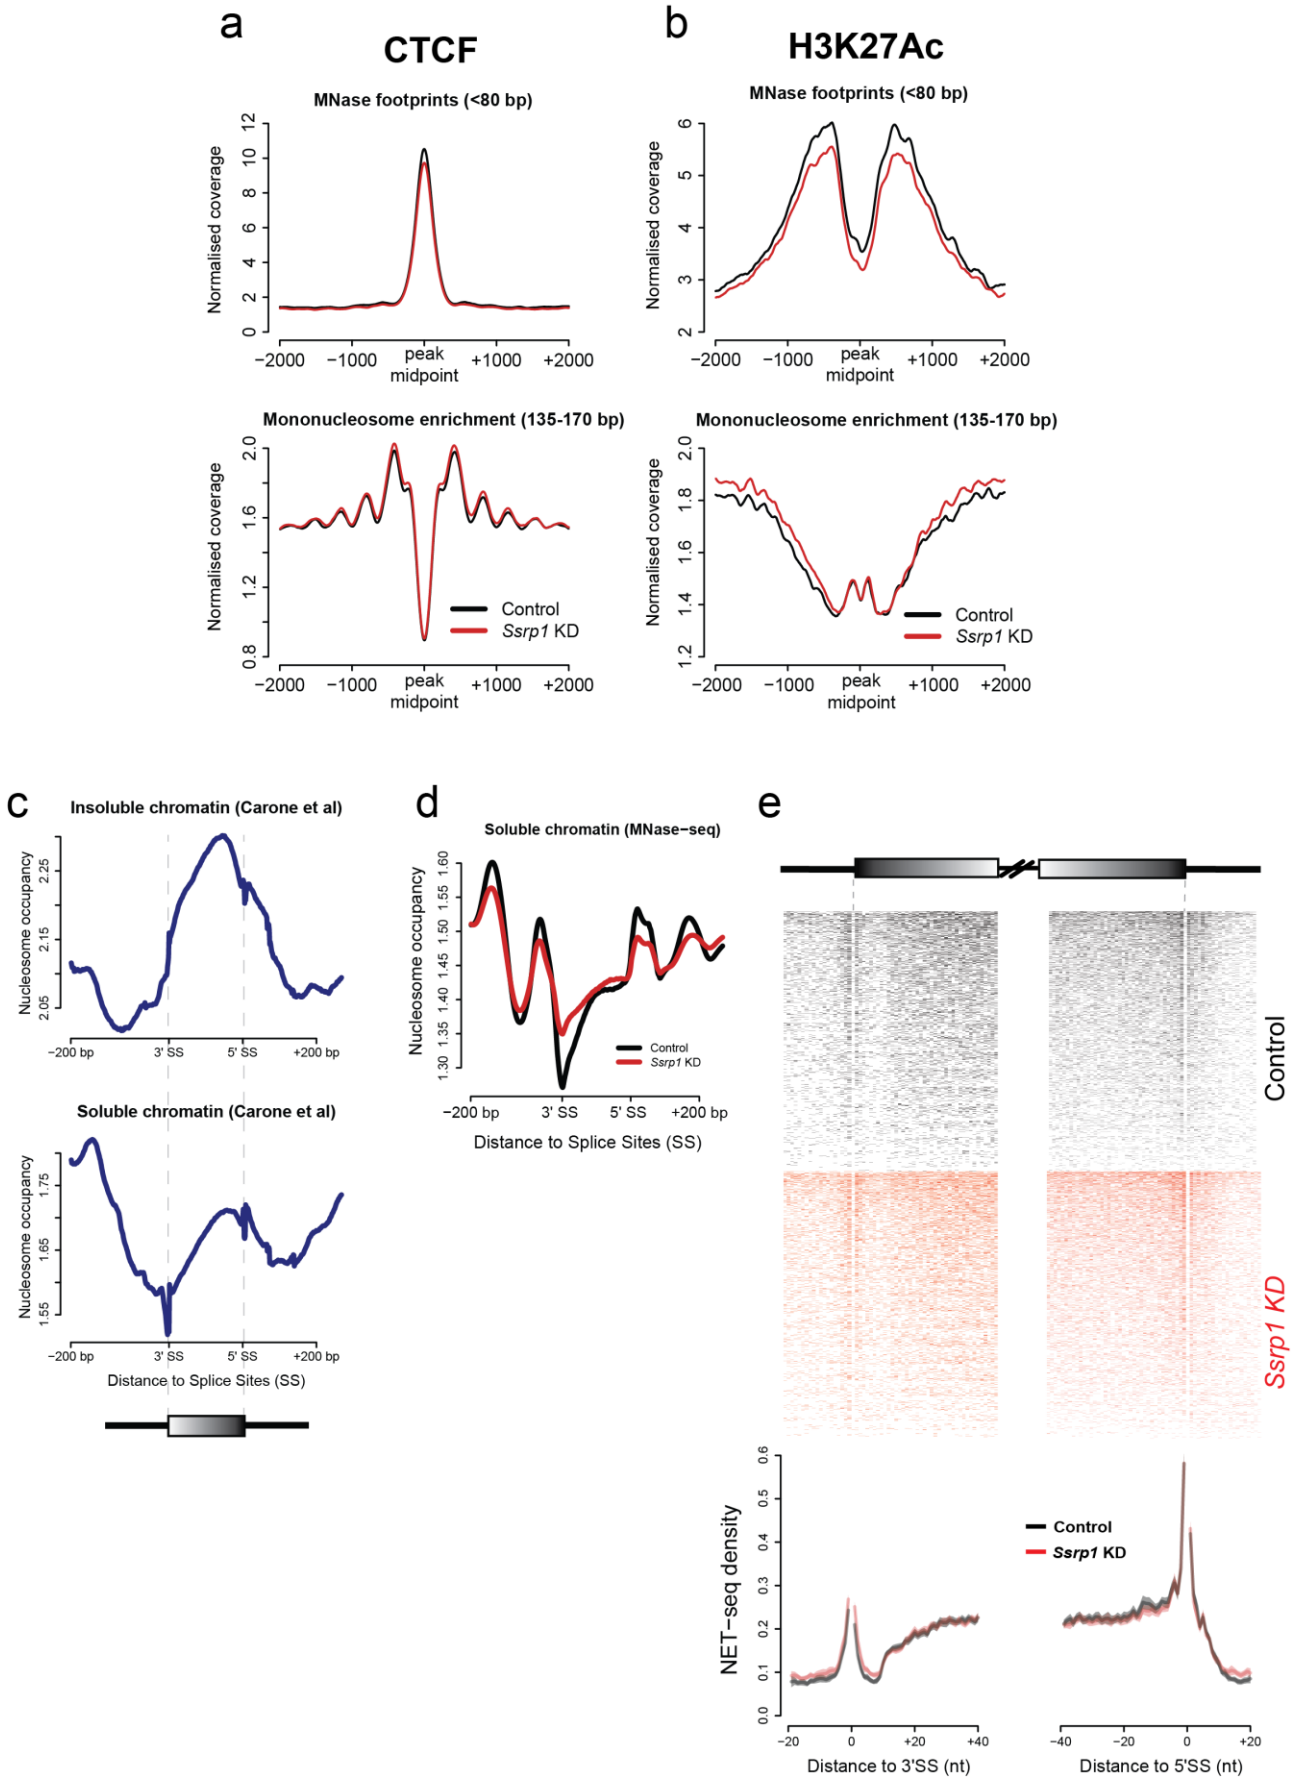 a
CTCF
MNase footprints (<80 bp)
Normalised coverage
0 2 4 6 8 10 12
−2000 −1000 peak midpoint +1000 +2000
Mononucleosome enrichment (135-170 bp)
Normalised coverage
0.8 1.2 1.6 2.0
Control
Ssrp1 KD
−2000 −1000 peak midpoint +1000 +2000
b
H3K27Ac
MNase footprints (<80 bp)
Normalised coverage
2 3 4 5 6
−2000 −1000 peak midpoint +1000 +2000
Mononucleosome enrichment (135-170 bp)
Normalised coverage
1.2 1.4 1.6 1.8 2.0
Control
Ssrp1 KD
−2000 −1000 peak midpoint +1000 +2000
c
Insoluble chromatin (Carone et al)
Nucleosome occupancy
2.05 2.15 2.25
−200 bp 3' SS 5' SS +200 bp
Soluble chromatin (Carone et al)
Nucleosome occupancy
1.55 1.65 1.75
−200 bp 3' SS 5' SS +200 bp
Distance to Splice Sites (SS)
d
Soluble chromatin (MNase−seq)
Nucleosome occupancy
1.30 1.35 1.40 1.45 1.50 1.55 1.60
Control
Ssrp1 KD
−200 bp 3' SS 5' SS +200 bp
Distance to Splice Sites (SS)
e
Control
Ssrp1 KD
NET−seq density
0.0 0.1 0.2 0.3 0.4 0.5 0.6
Control
Ssrp1 KD
−20 0 +20 +40
Distance to 3'SS (nt)
−40 −20 0 +20
Distance to 5'SS (nt)